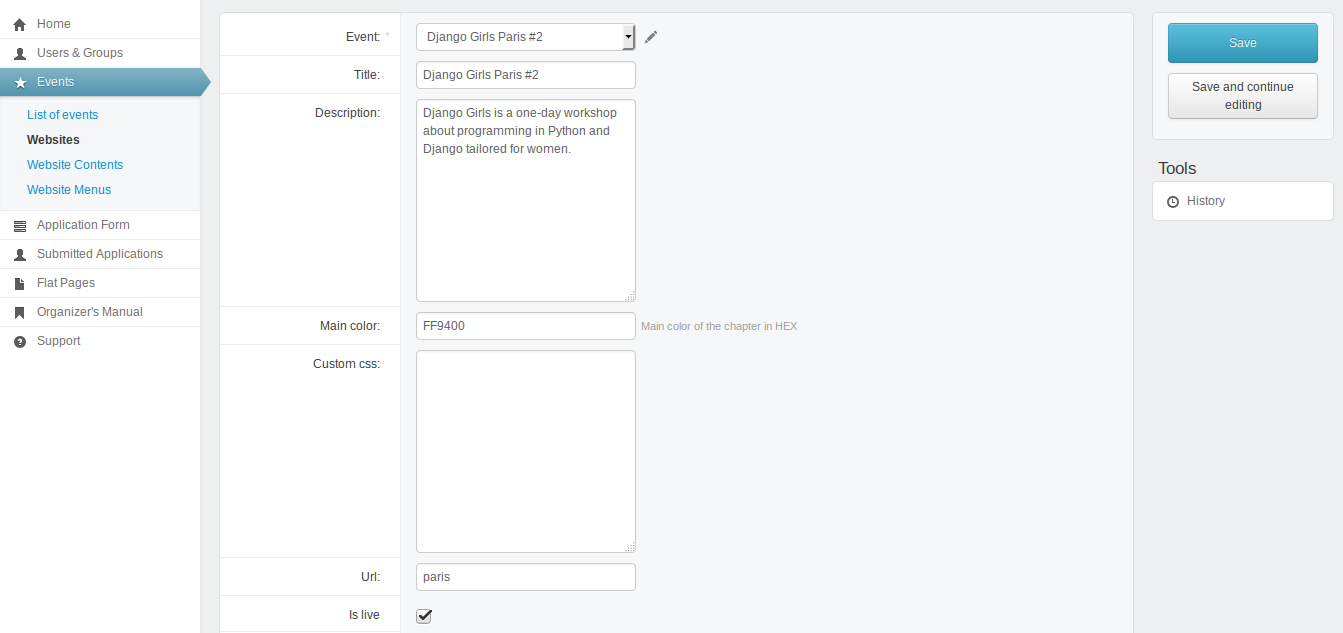 Home
Users & Groups
Events
List of events
Websites
Website Contents
Website Menus
Application Form
Submitted Applications
Flat Pages
Organizer's Manual
Support
Event: *
Django Girls Paris #2
Title:
Django Girls Paris #2
Description:
Django Girls is a one-day workshop
about programming in Python and
Django tailored for women.
Main color:
FF9400
Main color of the chapter in HEX
Custom css:
Url:
paris
Is live
Save
Save and continue
editing
Tools
History